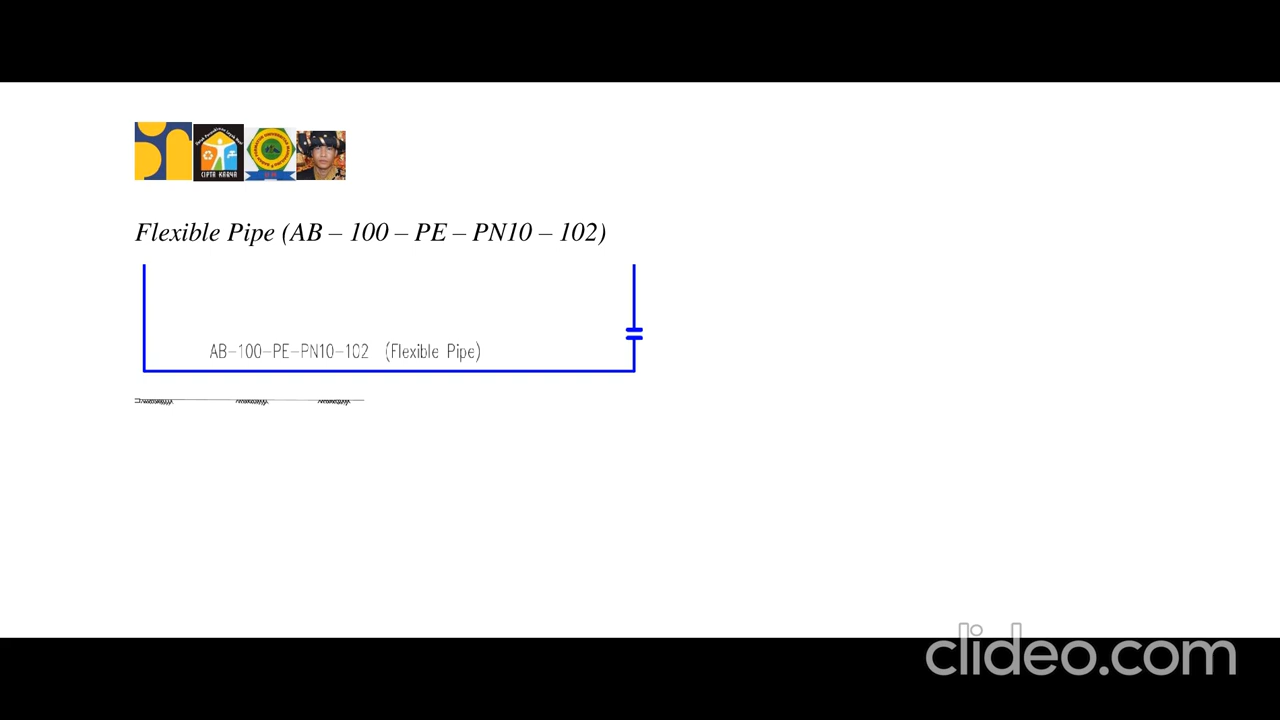 CIPTA KARYA
Flexible Pipe (AB – 100 – PE – PN10 – 102)
AB-100-PE-PN10-102 (Flexible Pipe)
clideo.com